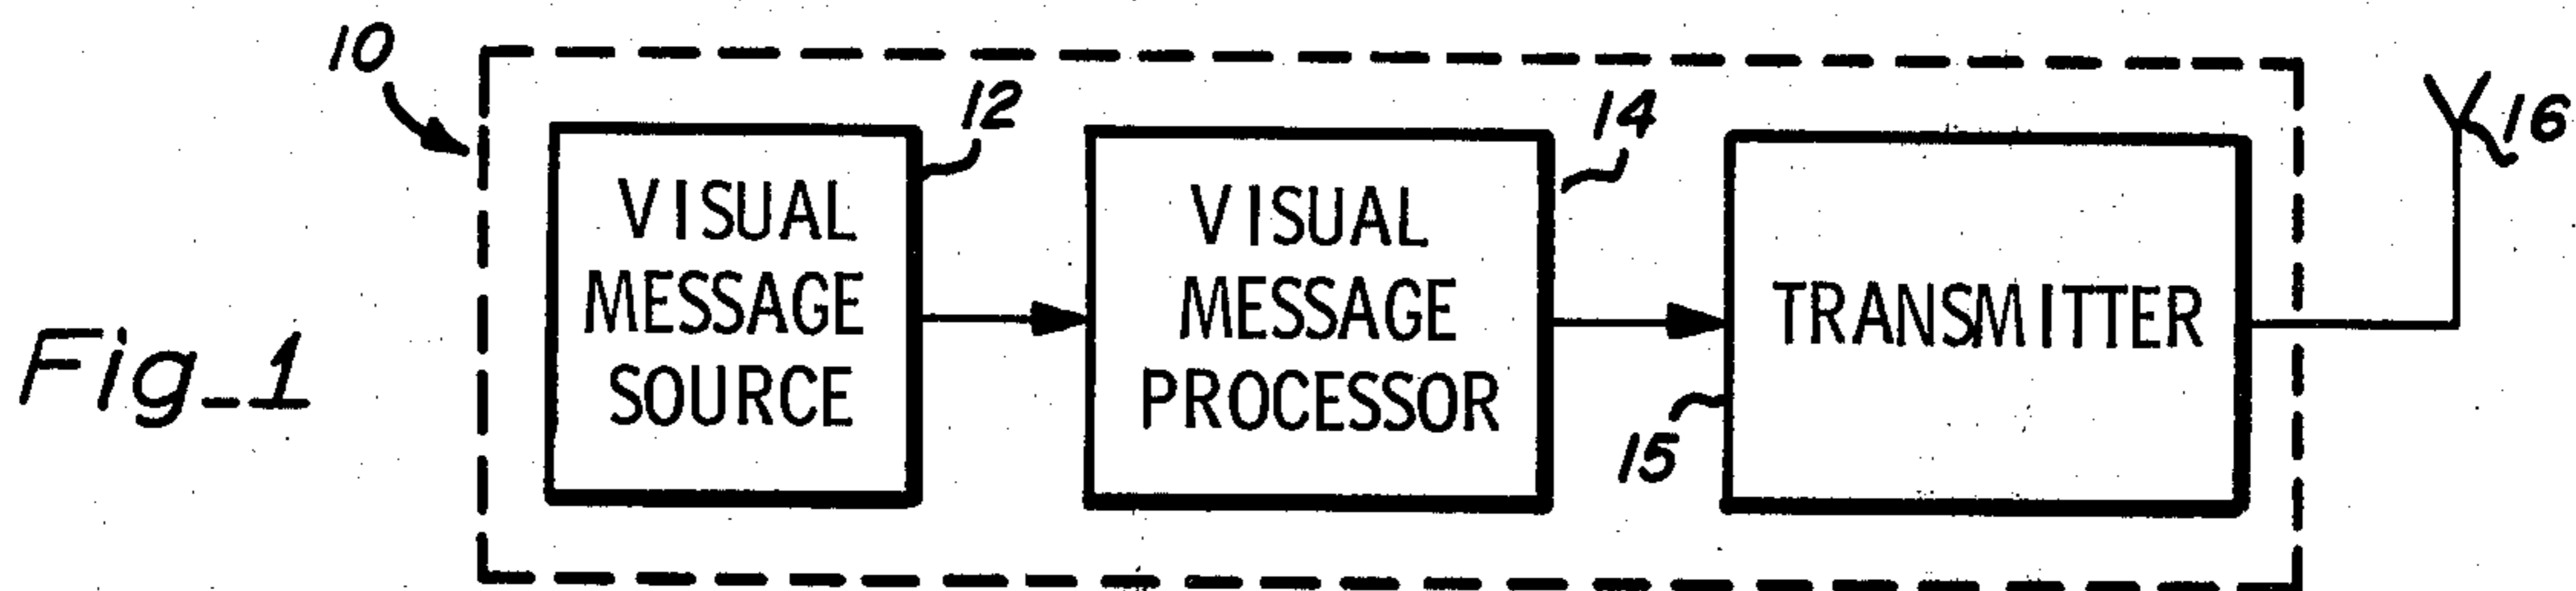 10
12
14
16
VISUAL
MESSAGE
SOURCE
VISUAL
MESSAGE
PROCESSOR
TRANSMITTER
15
Fig_1